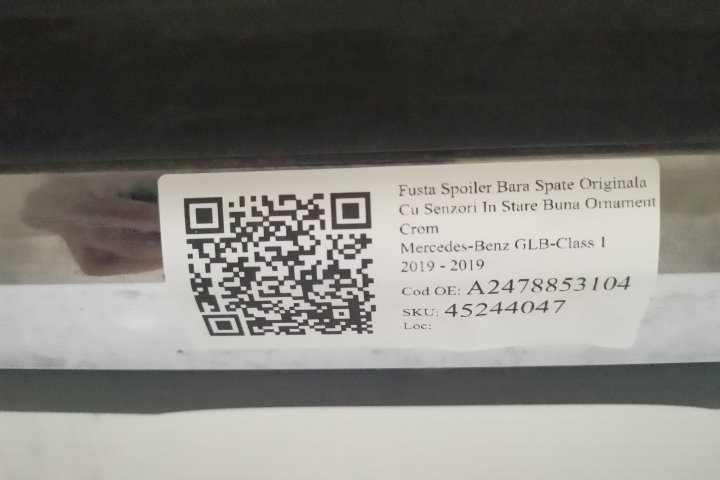 Fusta Spoiler Bara Spate Originala
Cu Senzori In Stare Buna Ornament
Crom
Mercedes-Benz GLB-Class 1
2019 - 2019
Cod OE: A2478853104
SKU: 45244047
Loc: